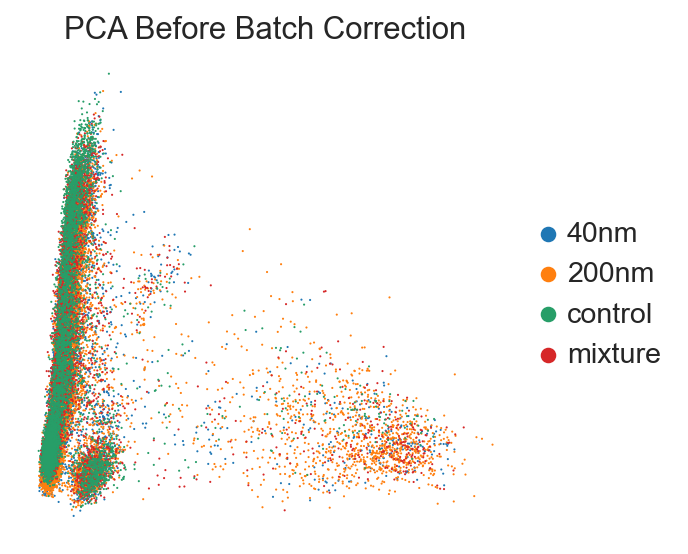 PCA Before Batch Correction
40nm
200nm
control
mixture